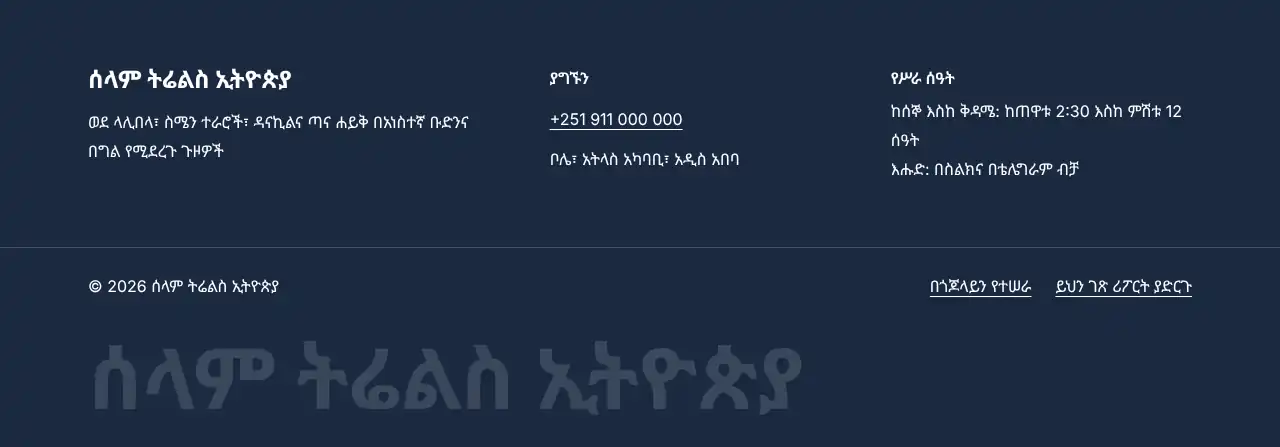 ሰላም ትሬልስ ኢትዮጵያ
ወደ ላሊበላ፣ ስሜን ተራሮች፣ ዳናኪልና ጣና ሐይቅ በአነስተኛ ቡድንና
በግል የሚደረጉ ጉዞዎች
ያግኙን
+251 911 000 000
ቦሌ፣ አትላስ አካባቢ፣ አዲስ አበባ
የሥራ ሰዓት
ከሰኞ እስከ ቅዳሜ: ከጠዋቱ 2:30 እስከ ምሽቱ 12
ሰዓት
እሑድ: በስልክና በቴሌግራም ብቻ
© 2026 ሰላም ትሬልስ ኢትዮጵያ
በጎጆላይን የተሠራ
ይህን ገጽ ሪፖርት ያድርጉ
ሰላም ትሬልስ ኢትዮጵያ